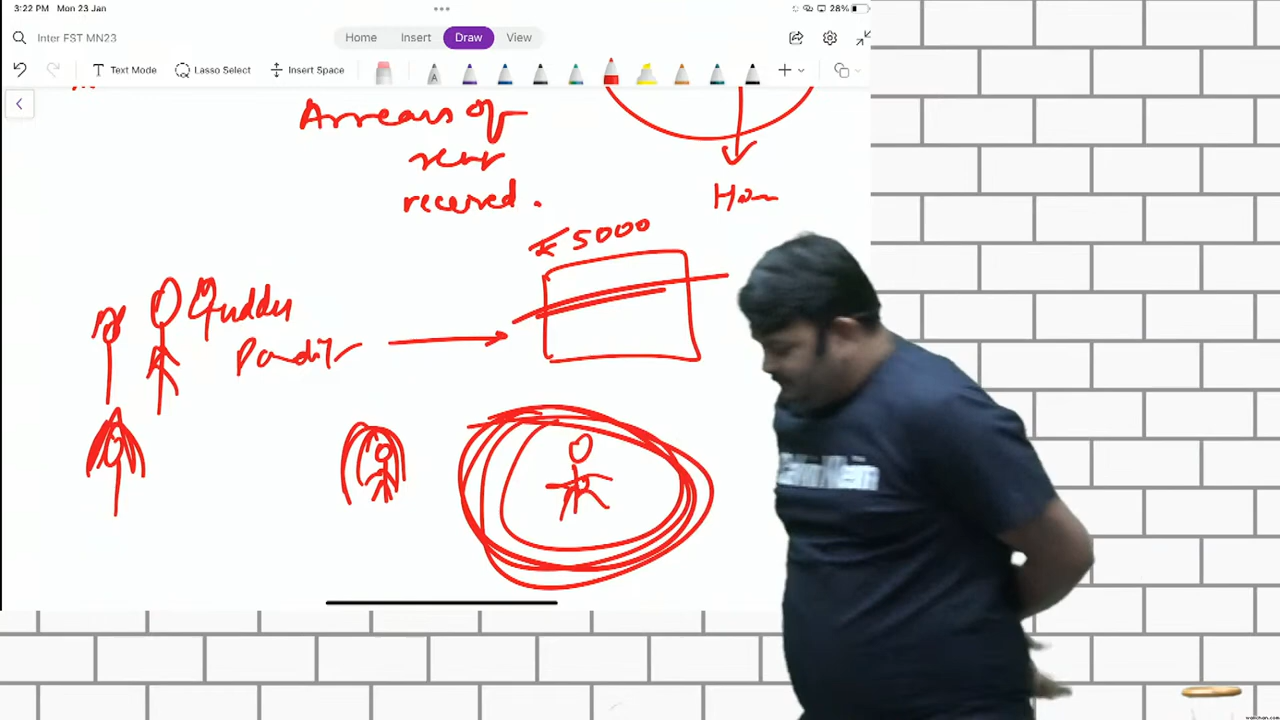 3:22 PM Mon 23 Jan
28%
Inter FST MN23
Home Insert Draw View
Text Mode Lasso Select Insert Space
Arrears of
rent
received.
₹ 5000
Guddu
Pandit